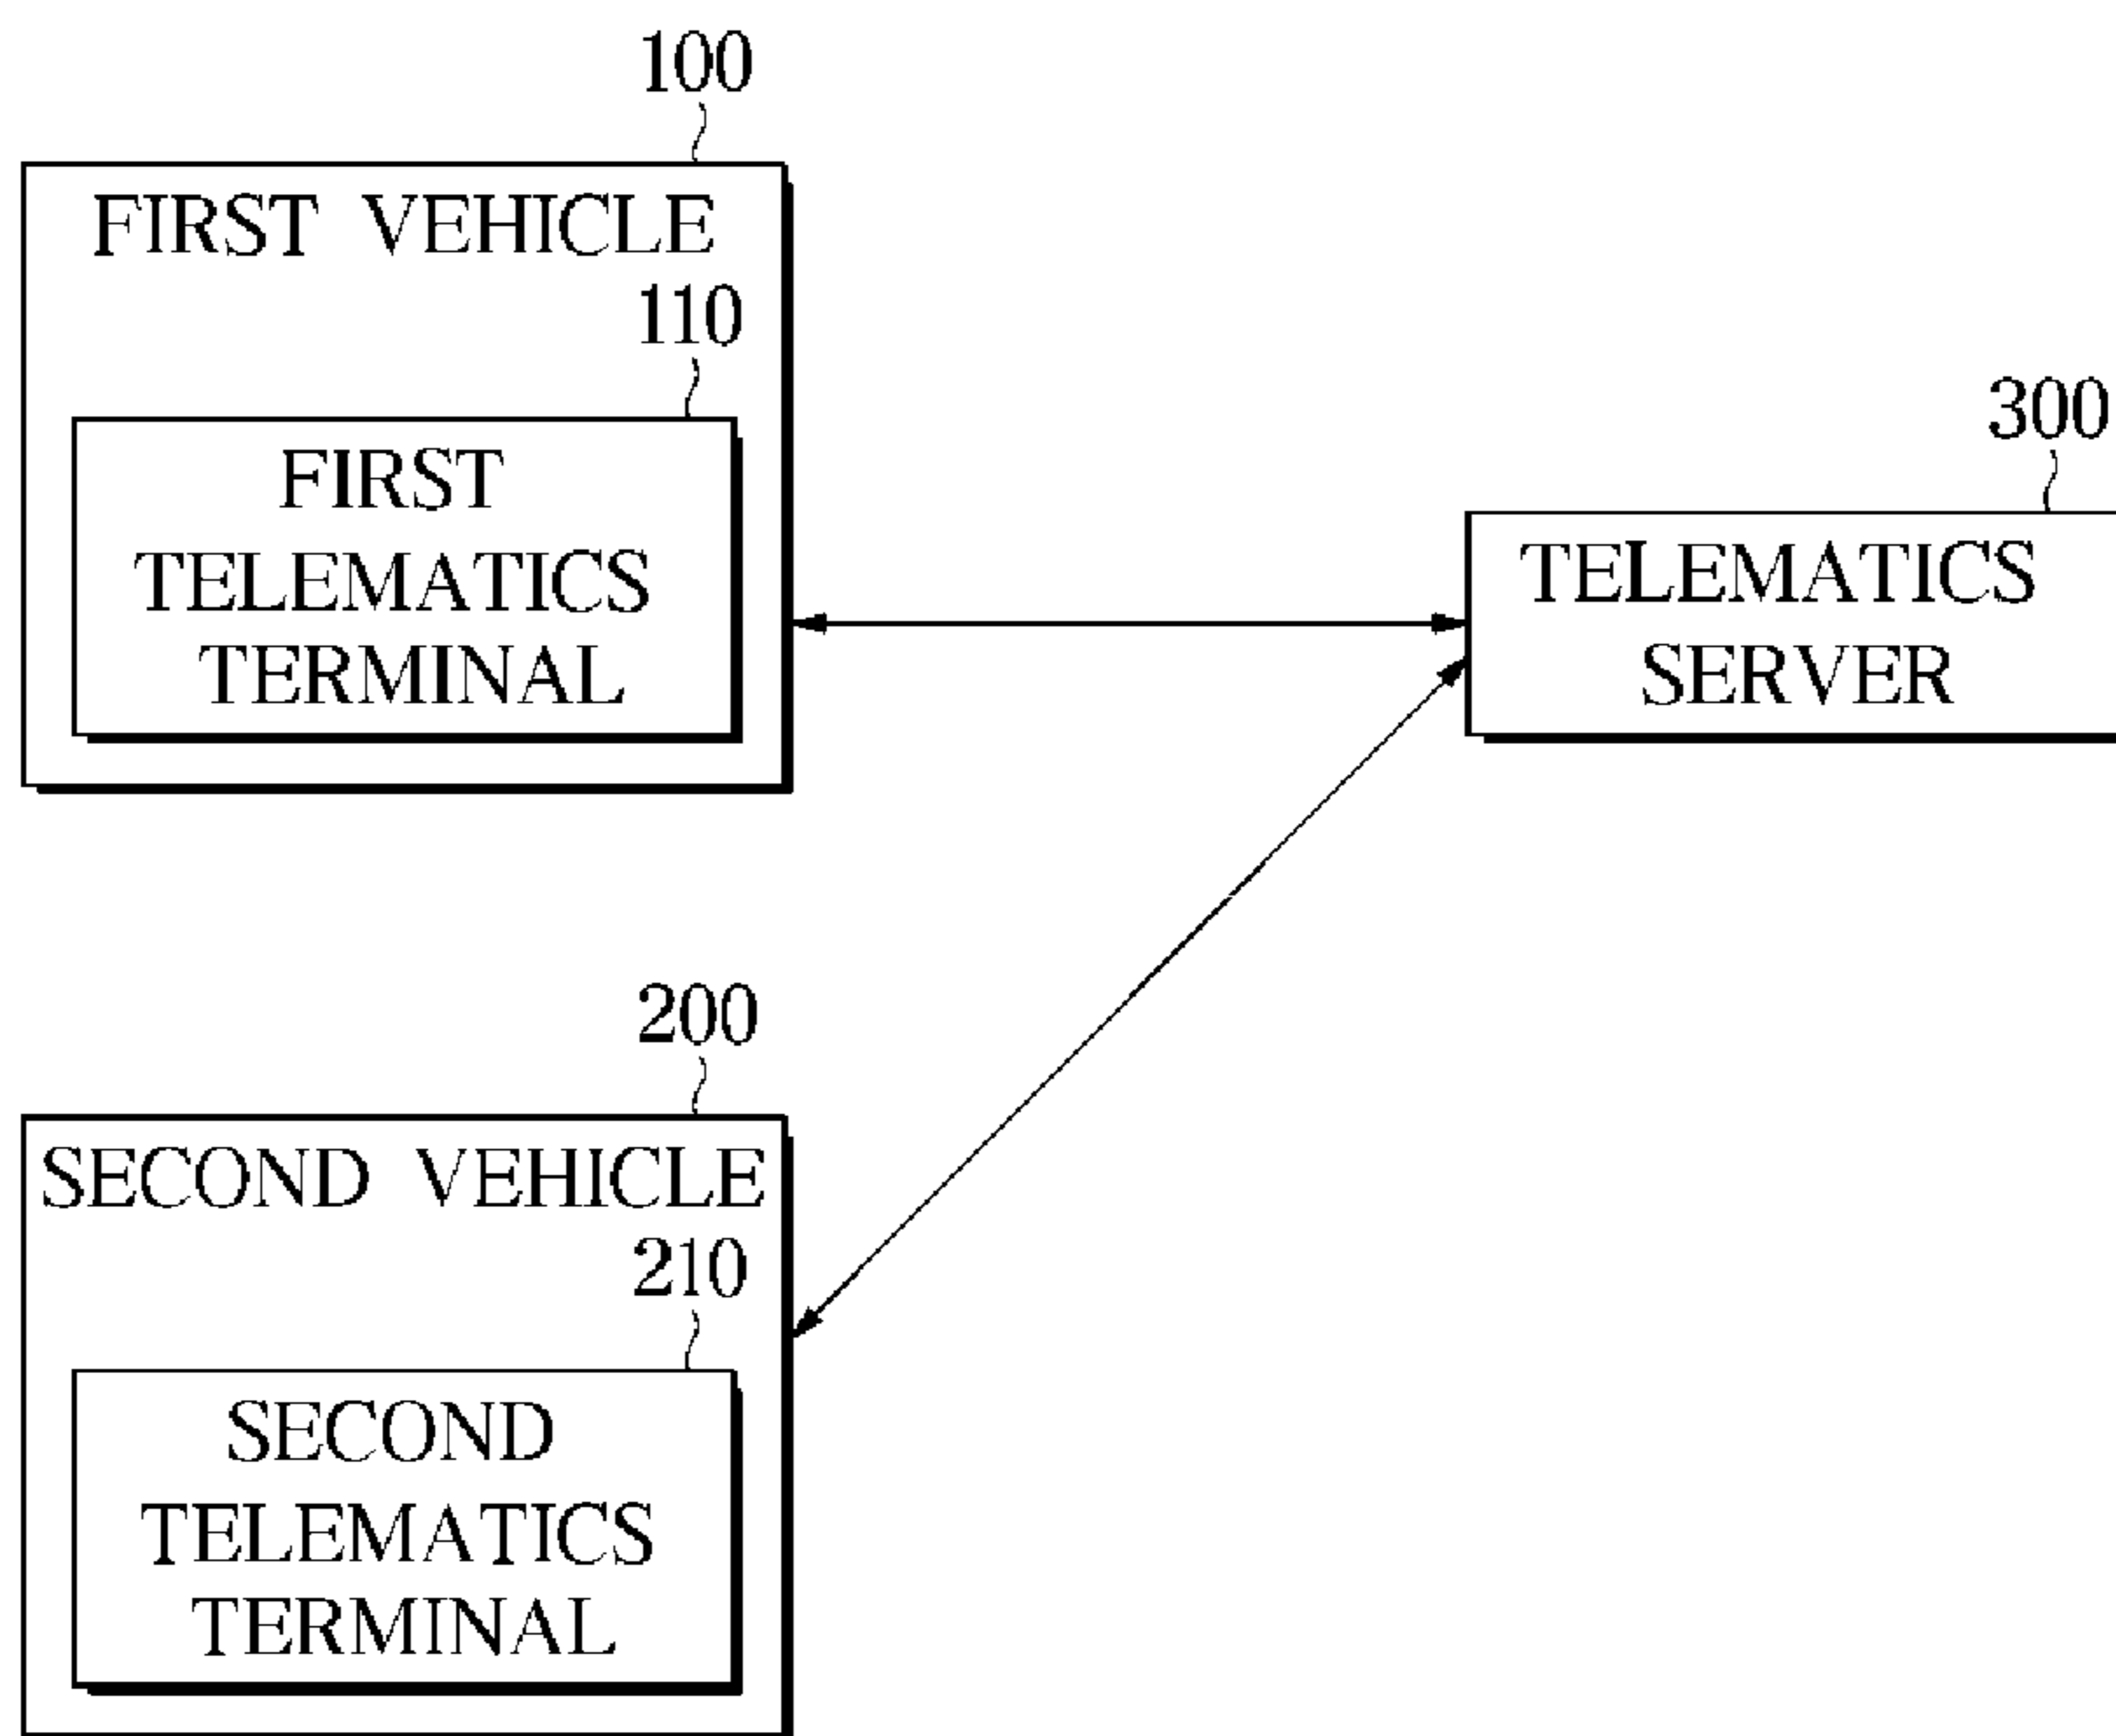 100
FIRST VEHICLE
110
FIRST
TELEMATICS
TERMINAL
300
TELEMATICS
SERVER
200
SECOND VEHICLE
210
SECOND
TELEMATICS
TERMINAL